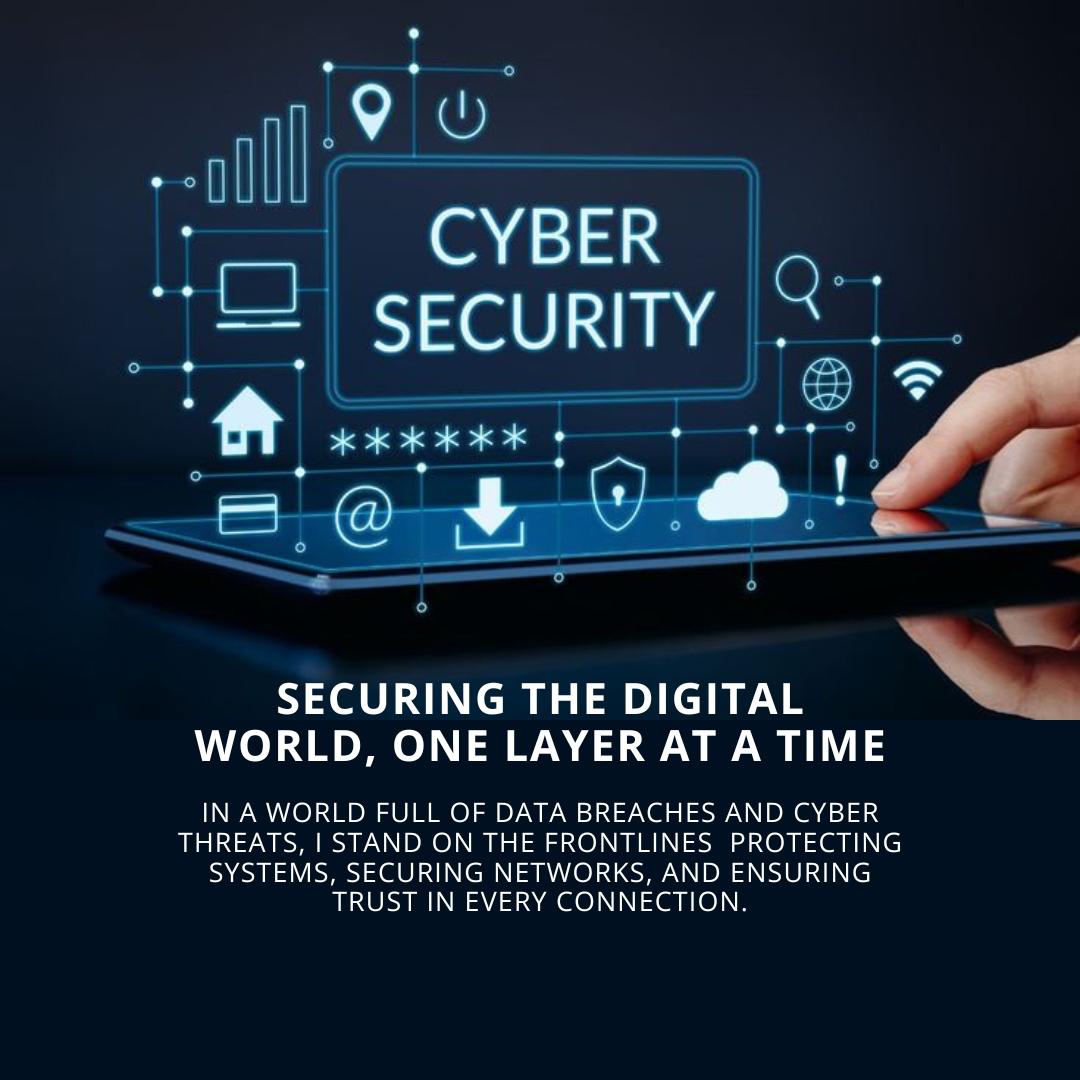 CYBER
SECURITY
******
@
!
SECURING THE DIGITAL
WORLD, ONE LAYER AT A TIME
IN A WORLD FULL OF DATA BREACHES AND CYBER
THREATS, I STAND ON THE FRONTLINES  PROTECTING
SYSTEMS, SECURING NETWORKS, AND ENSURING
TRUST IN EVERY CONNECTION.